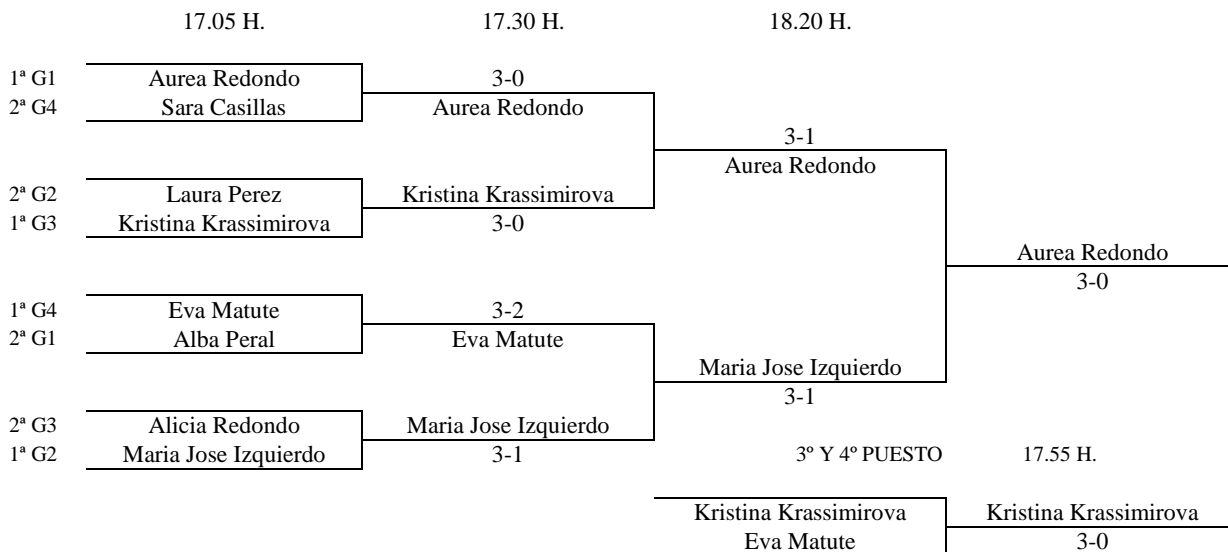 17.05 H. 17.30 H. 18.20 H.
1ª G1 Aurea Redondo 3-0
2ª G4 Sara Casillas Aurea Redondo
3-1
Aurea Redondo
2ª G2 Laura Perez Kristina Krassimirova
1ª G3 Kristina Krassimirova 3-0
Aurea Redondo
3-0
1ª G4 Eva Matute 3-2
2ª G1 Alba Peral Eva Matute
Maria Jose Izquierdo
3-1
2ª G3 Alicia Redondo Maria Jose Izquierdo
1ª G2 Maria Jose Izquierdo 3-1 3º Y 4º PUESTO 17.55 H.
Kristina Krassimirova Kristina Krassimirova
Eva Matute 3-0